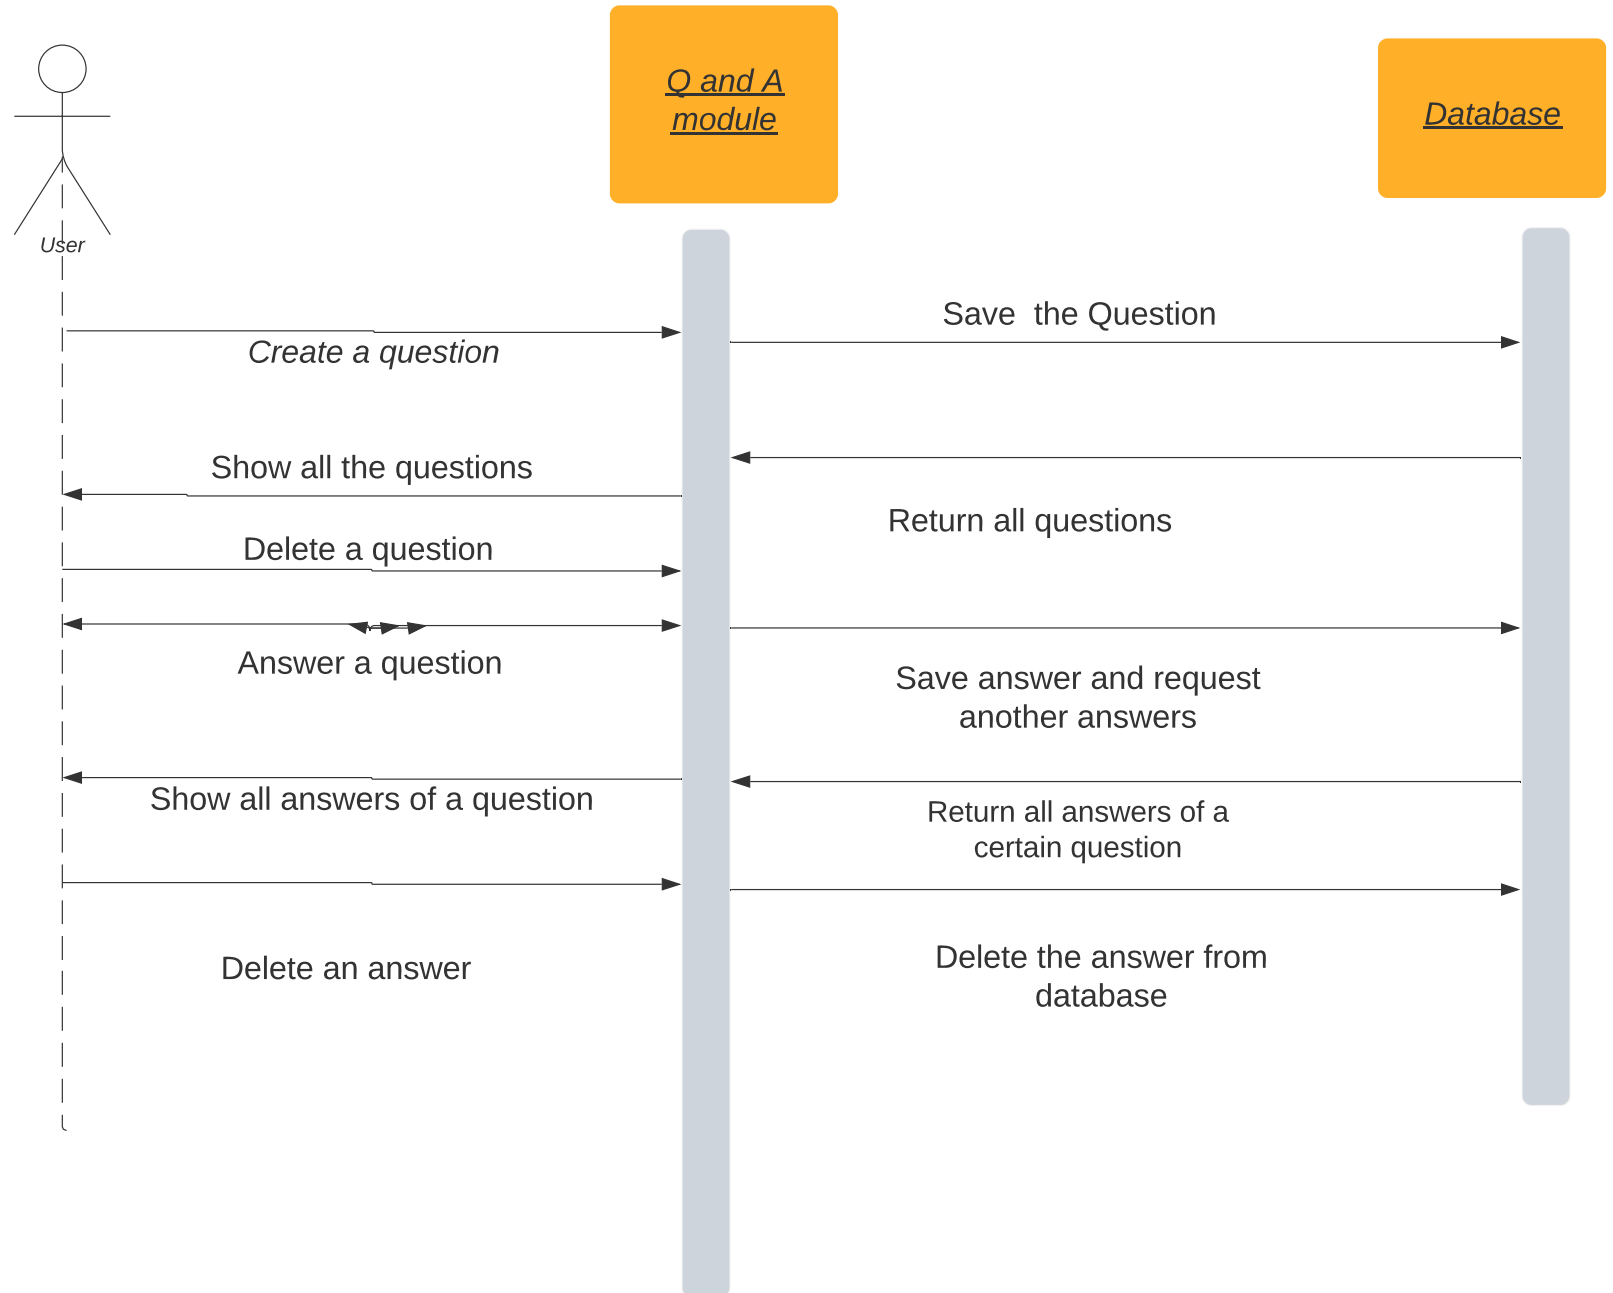 Q and A
module
Database
User
Save  the Question
Create a question
Show all the questions
Return all questions
Delete a question
Answer a question
Save answer and request
another answers
Show all answers of a question
Return all answers of a
certain question
Delete an answer
Delete the answer from
database